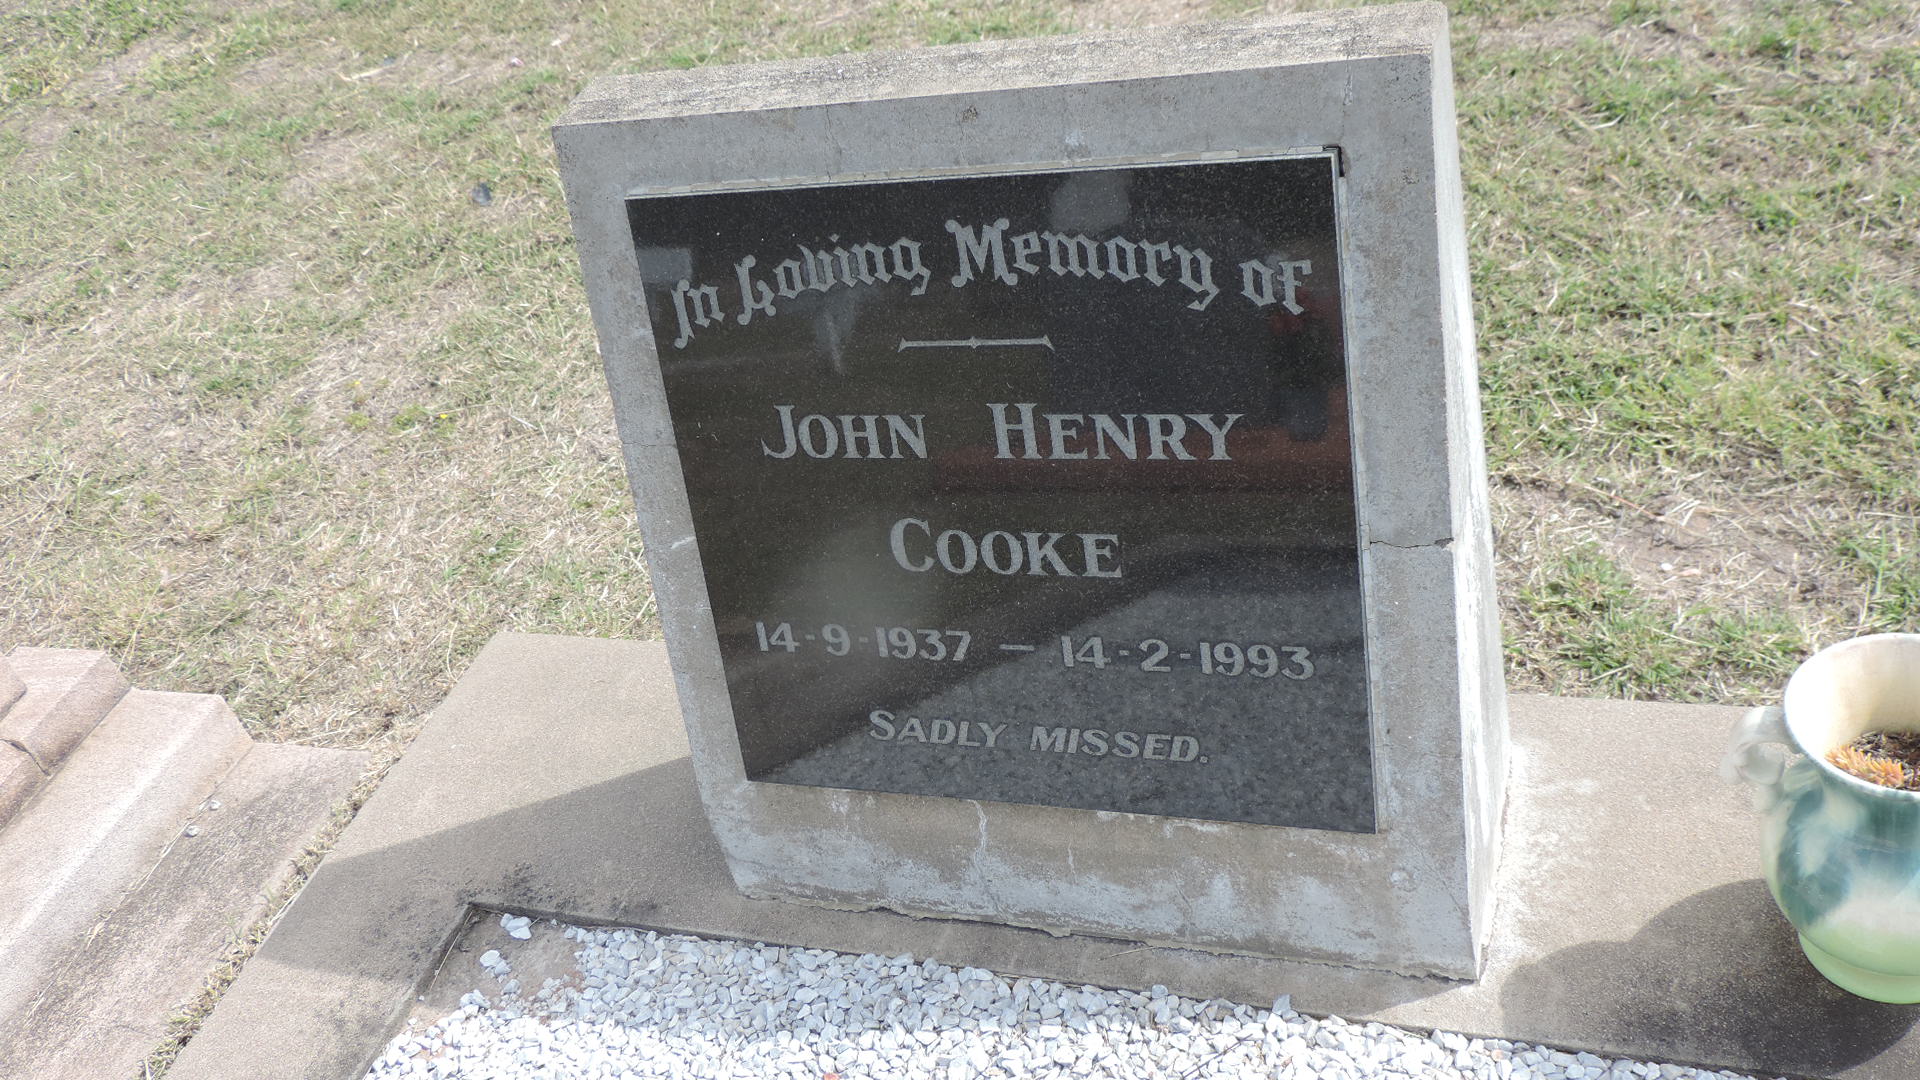 In Loving Memory of
JOHN HENRY
COOKE
14-9-1937 — 14-2-1993
SADLY MISSED.